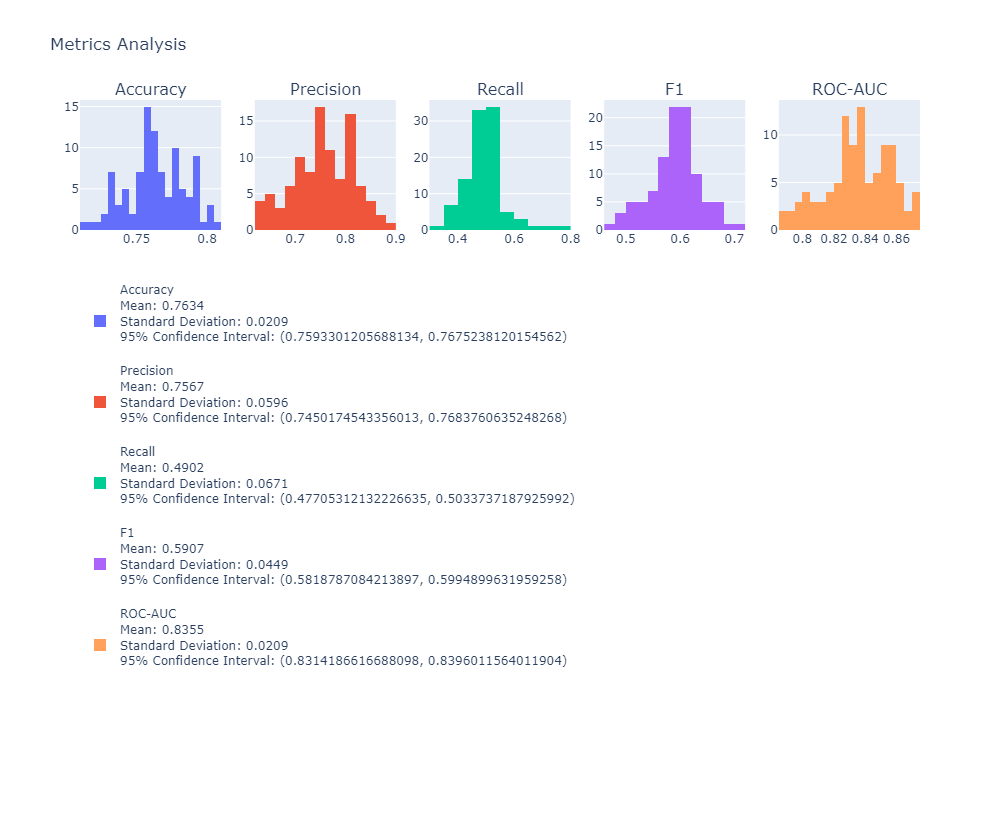 Metrics Analysis
Accuracy Precision Recall F1 ROC-AUC
15
10
5
0
0.75 0.8
15
10
5
0
0.7 0.8 0.9
30
20
10
0
0.4 0.6 0.8
20
15
10
5
0
0.5 0.6 0.7
10
5
0
0.8 0.82 0.84 0.86
Accuracy
Mean: 0.7634
Standard Deviation: 0.0209
95% Confidence Interval: (0.7593301205688134, 0.7675238120154562)
Precision
Mean: 0.7567
Standard Deviation: 0.0596
95% Confidence Interval: (0.7450174543356013, 0.7683760635248268)
Recall
Mean: 0.4902
Standard Deviation: 0.0671
95% Confidence Interval: (0.47705312132226635, 0.5033737187925992)
F1
Mean: 0.5907
Standard Deviation: 0.0449
95% Confidence Interval: (0.5818787084213897, 0.5994899631959258)
ROC-AUC
Mean: 0.8355
Standard Deviation: 0.0209
95% Confidence Interval: (0.8314186616688098, 0.8396011564011904)